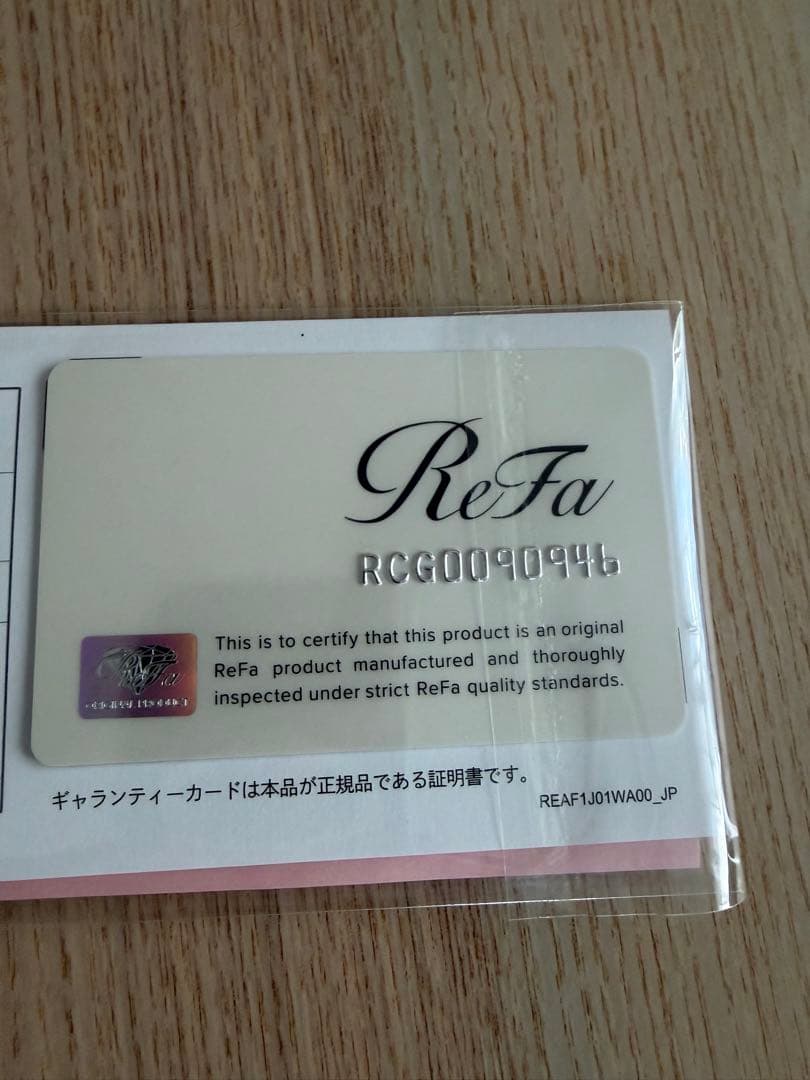 ReFa
RCG0090946
This is to certify that this product is an original
ReFa product manufactured and thoroughly
inspected under strict ReFa quality standards.
ReFa
ギャランティーカードは本品が正規品である証明書です。
REAF1J01WA00_JP